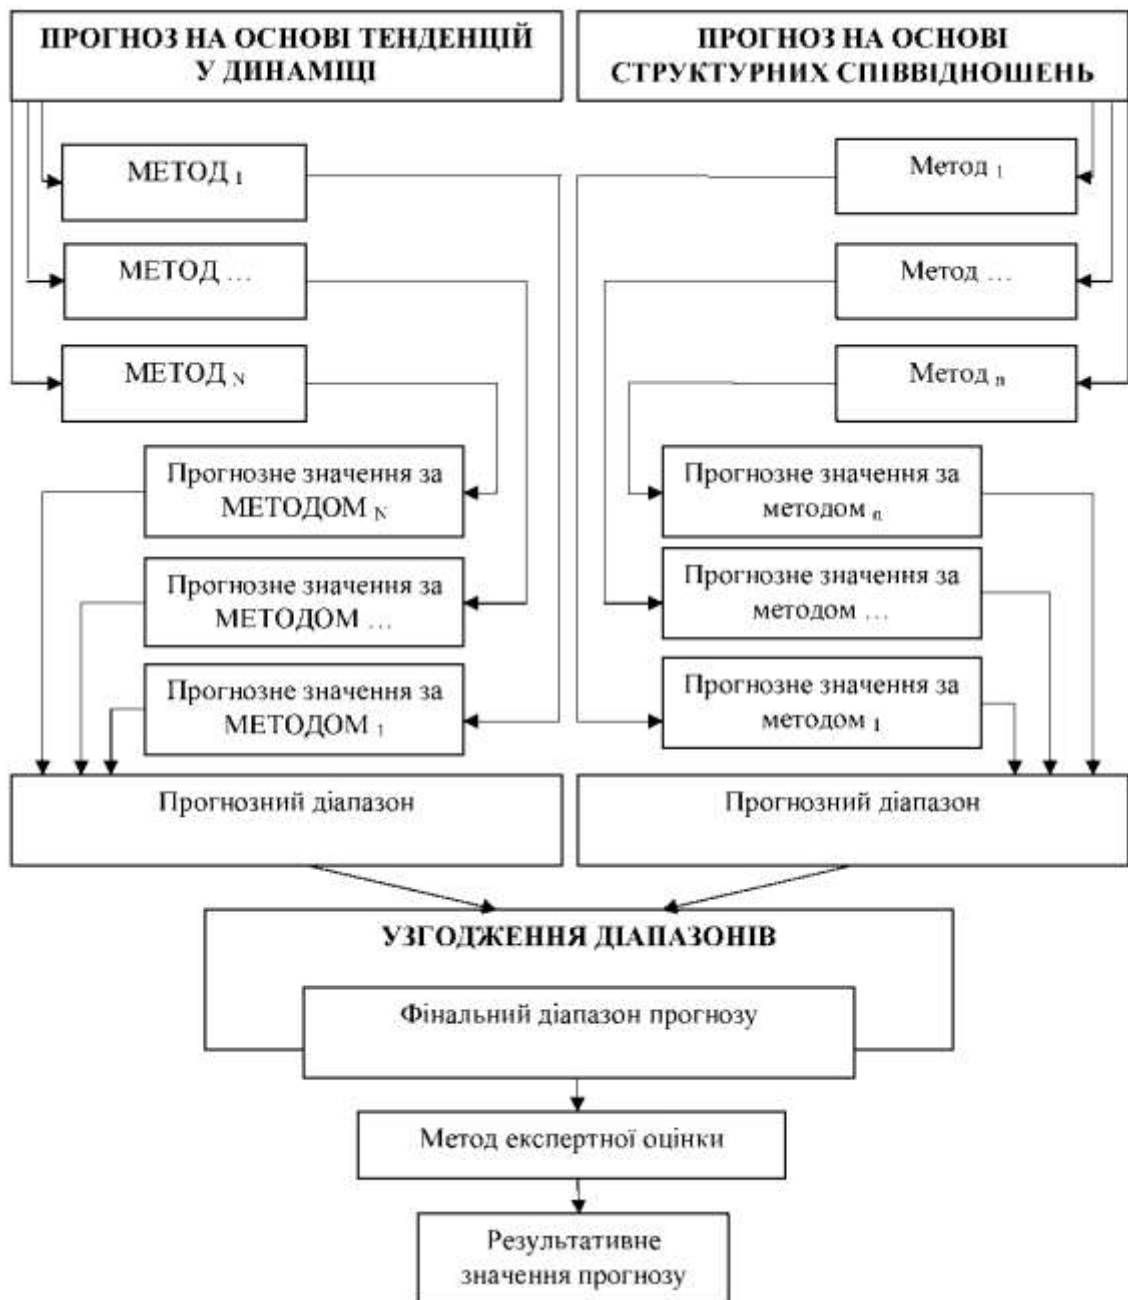 ПРОГНОЗ НА ОСНОВІ ТЕНДЕНЦІЙ
У ДИНАМІЦІ
ПРОГНОЗ НА ОСНОВІ
СТРУКТУРНИХ СПІВВІДНОШЕНЬ
МЕТОД 1
Метод 1
МЕТОД ...
Метод ...
МЕТОД N
Метод n
Прогнозне значення за
МЕТОДОМ N
Прогнозне значення за
методом n
Прогнозне значення за
МЕТОДОМ ...
Прогнозне значення за
методом ...
Прогнозне значення за
МЕТОДОМ 1
Прогнозне значення за
методом 1
Прогнозний діапазон
Прогнозний діапазон
УЗГОДЖЕННЯ ДІАПАЗОНІВ
Фінальний діапазон прогнозу
Метод експертної оцінки
Результативне
значення прогнозу